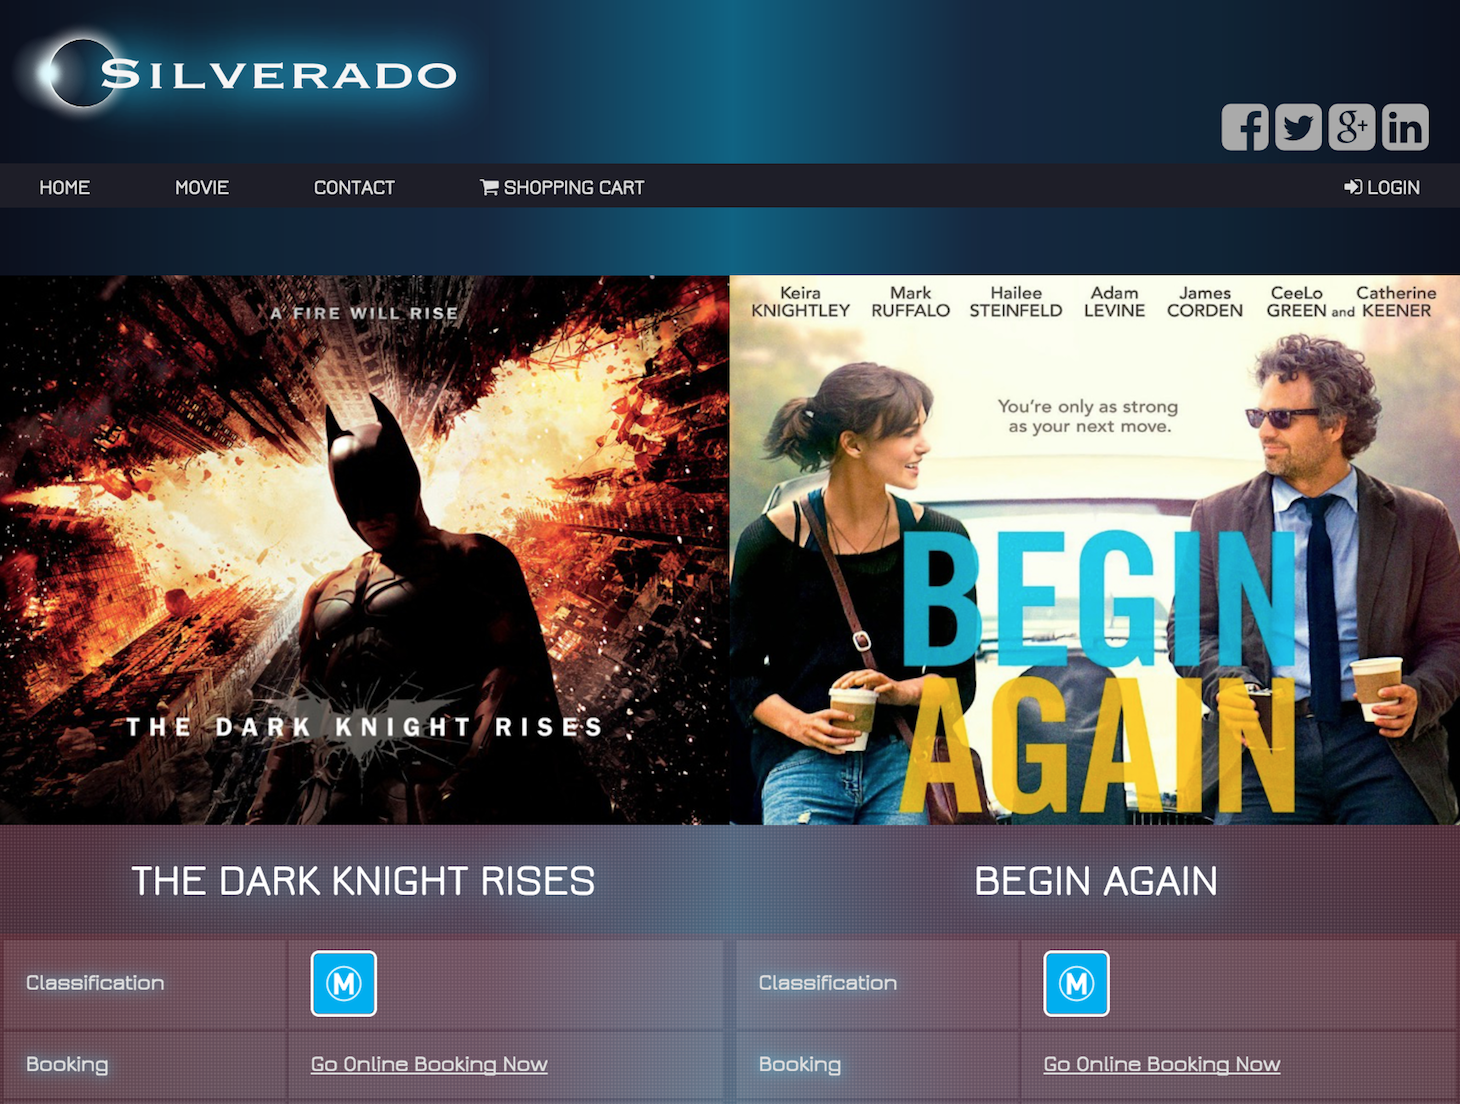 SILVERADO
HOME MOVIE CONTACT SHOPPING CART LOGIN
A FIRE WILL RISE
THE DARK KNIGHT RISES
Keira KNIGHTLEY Mark RUFFALO Hailee STEINFELD Adam LEVINE James CORDEN CeeLo GREEN and Catherine KEENER
You're only as strong
as your next move.
BEGIN
AGAIN
THE DARK KNIGHT RISES
BEGIN AGAIN
Classification M
Classification M
Booking Go Online Booking Now
Booking Go Online Booking Now